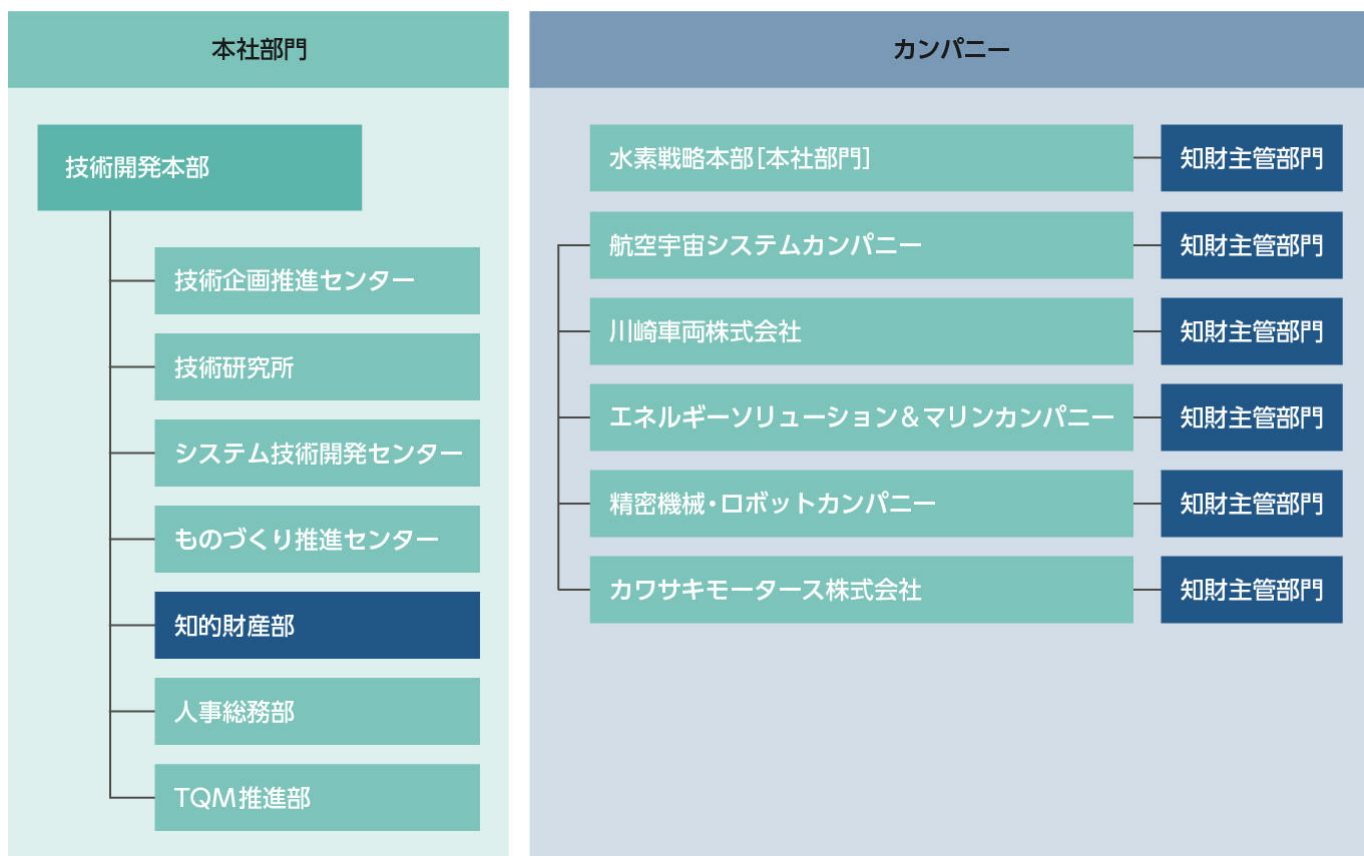 本社部門
技術開発本部
技術企画推進センター
技術研究所
システム技術開発センター
ものづくり推進センター
知的財産部
人事総務部
TQM推進部
カンパニー
水素戦略本部[本社部門]
知財主管部門
航空宇宙システムカンパニー
知財主管部門
川崎車両株式会社
知財主管部門
エネルギーソリューション&マリンカンパニー
知財主管部門
精密機械・ロボットカンパニー
知財主管部門
カワサキモータース株式会社
知財主管部門